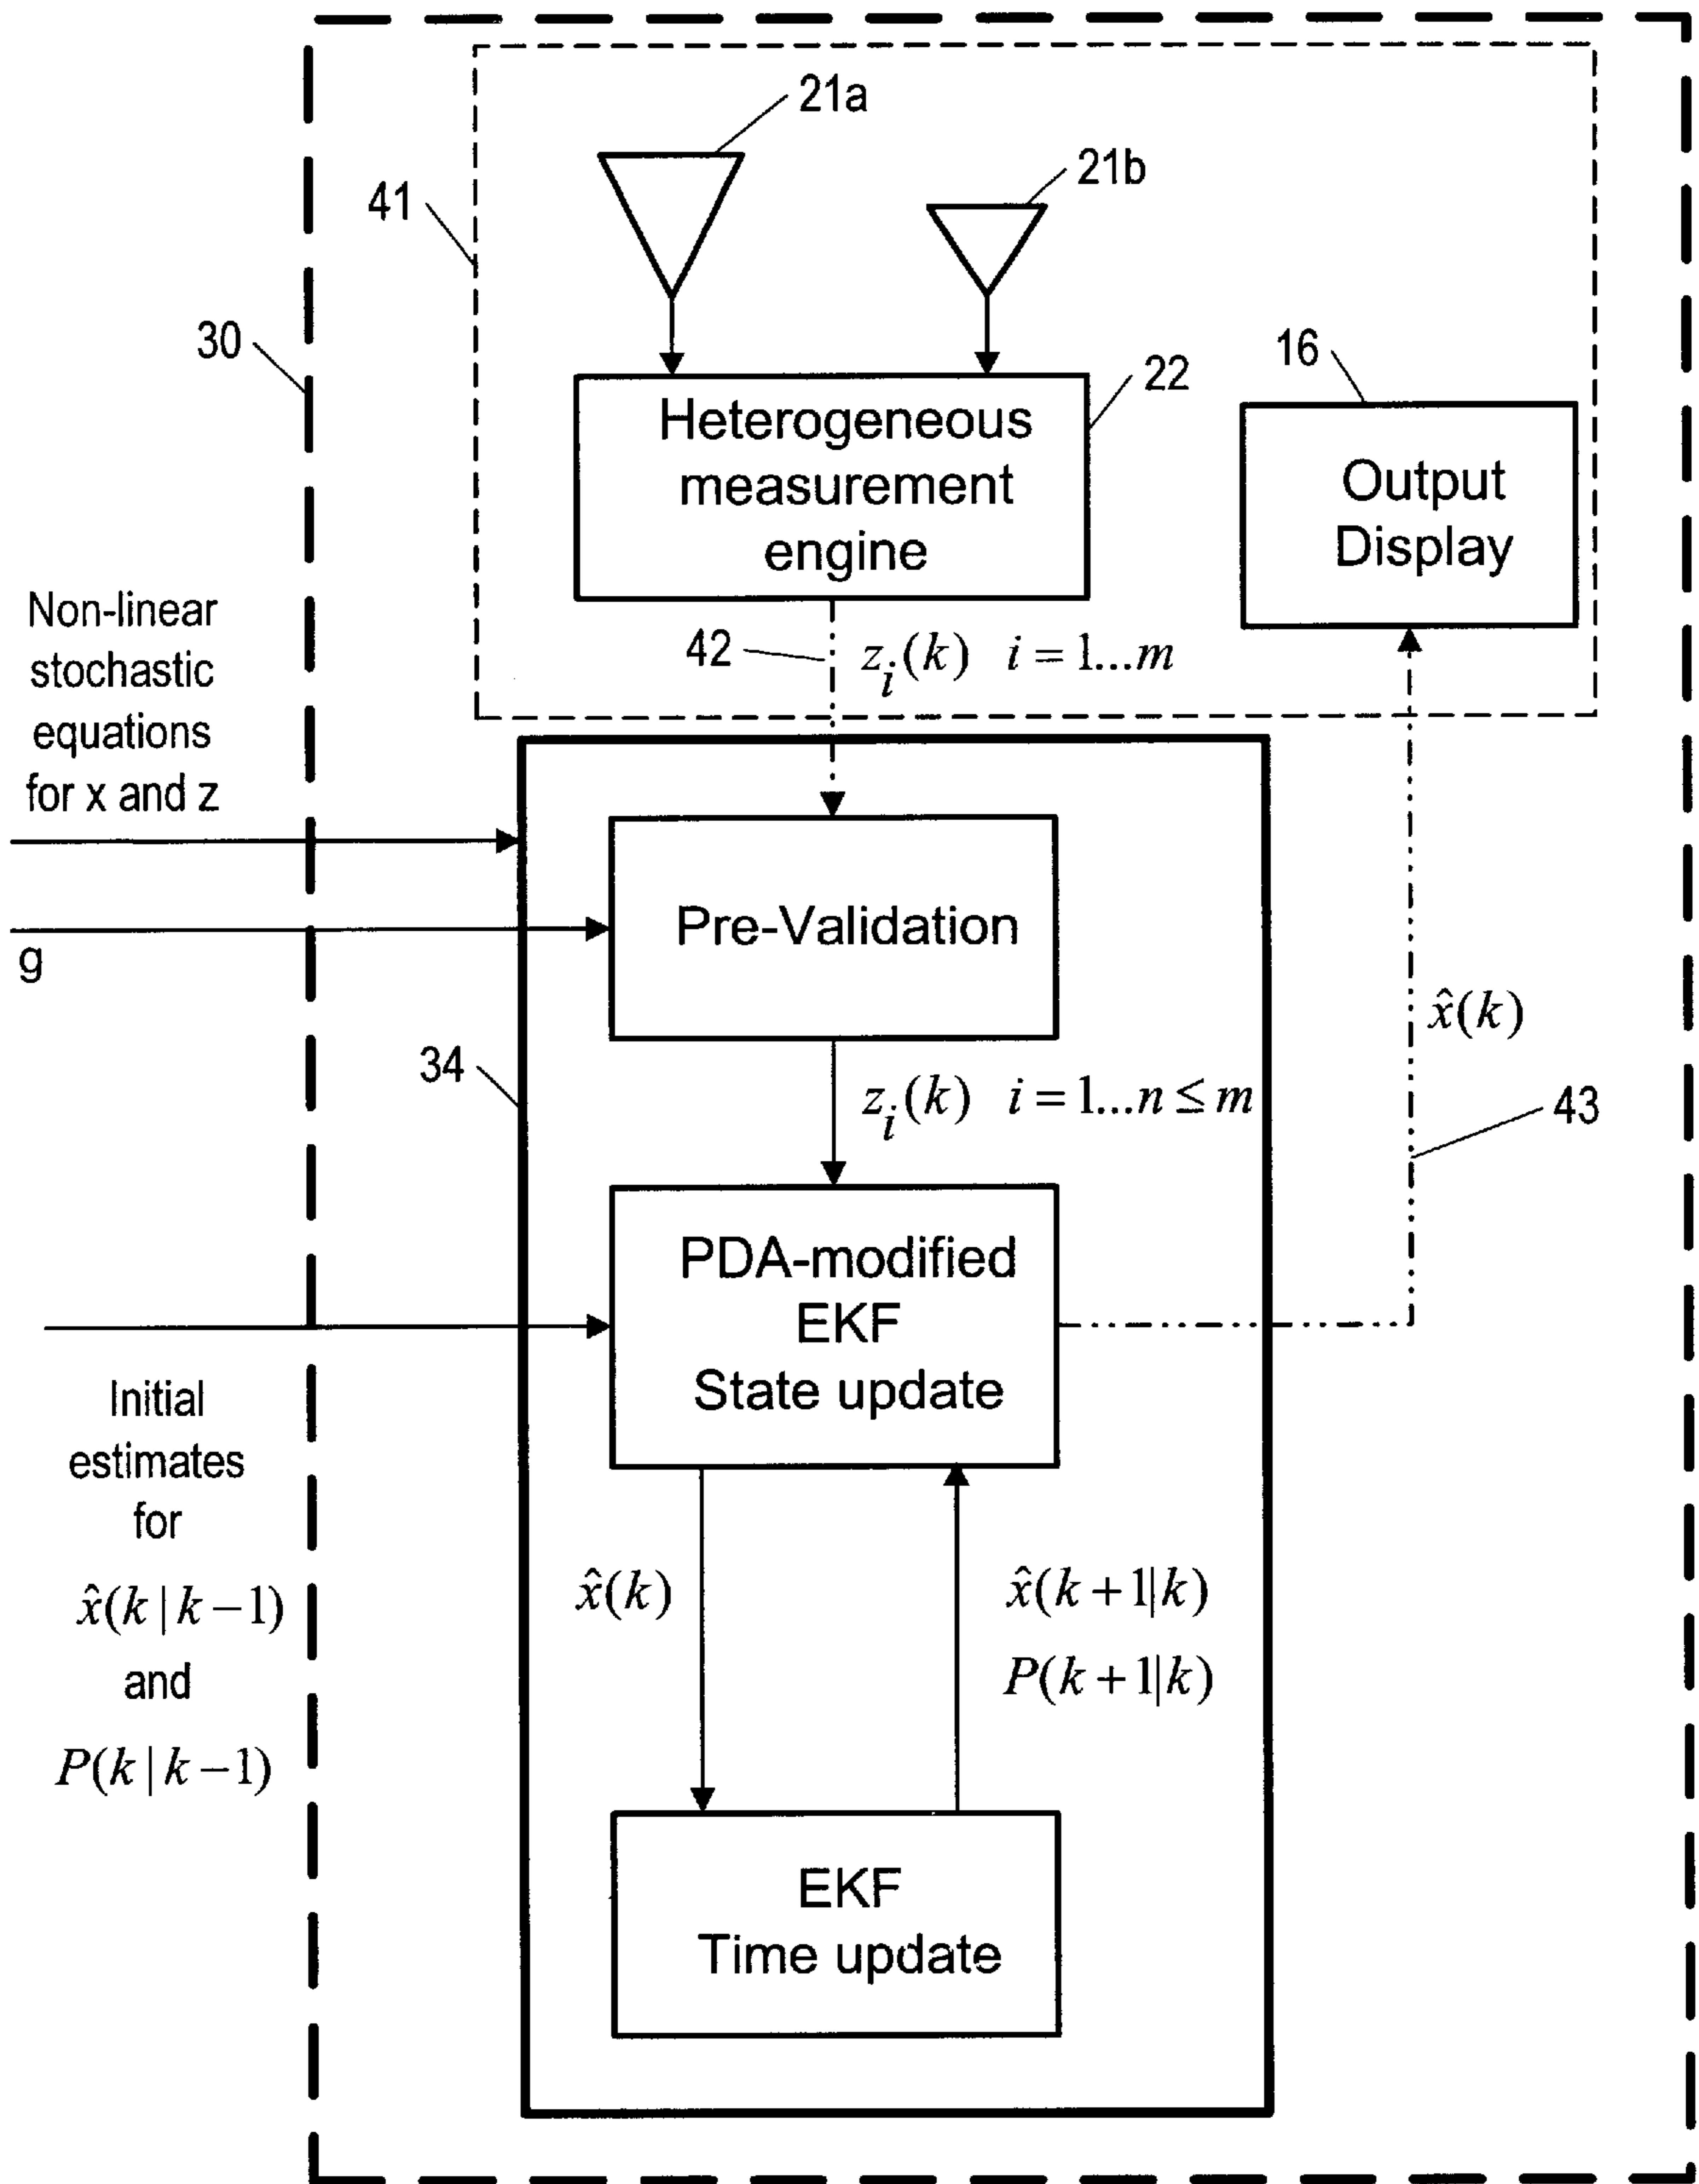 21a
21b
41
30
16
22
Heterogeneous
measurement
engine
Output
Display
Non-linear
stochastic
equations
for x and z
42
z_i(k) i = 1...m
g
Pre-Validation
x̂(k)
34
z_i(k) i = 1...n ≤ m
43
PDA-modified
EKF
State update
Initial
estimates
for
x̂(k | k −1)
and
P(k | k −1)
x̂(k)
x̂(k +1|k)
P(k +1|k)
EKF
Time update